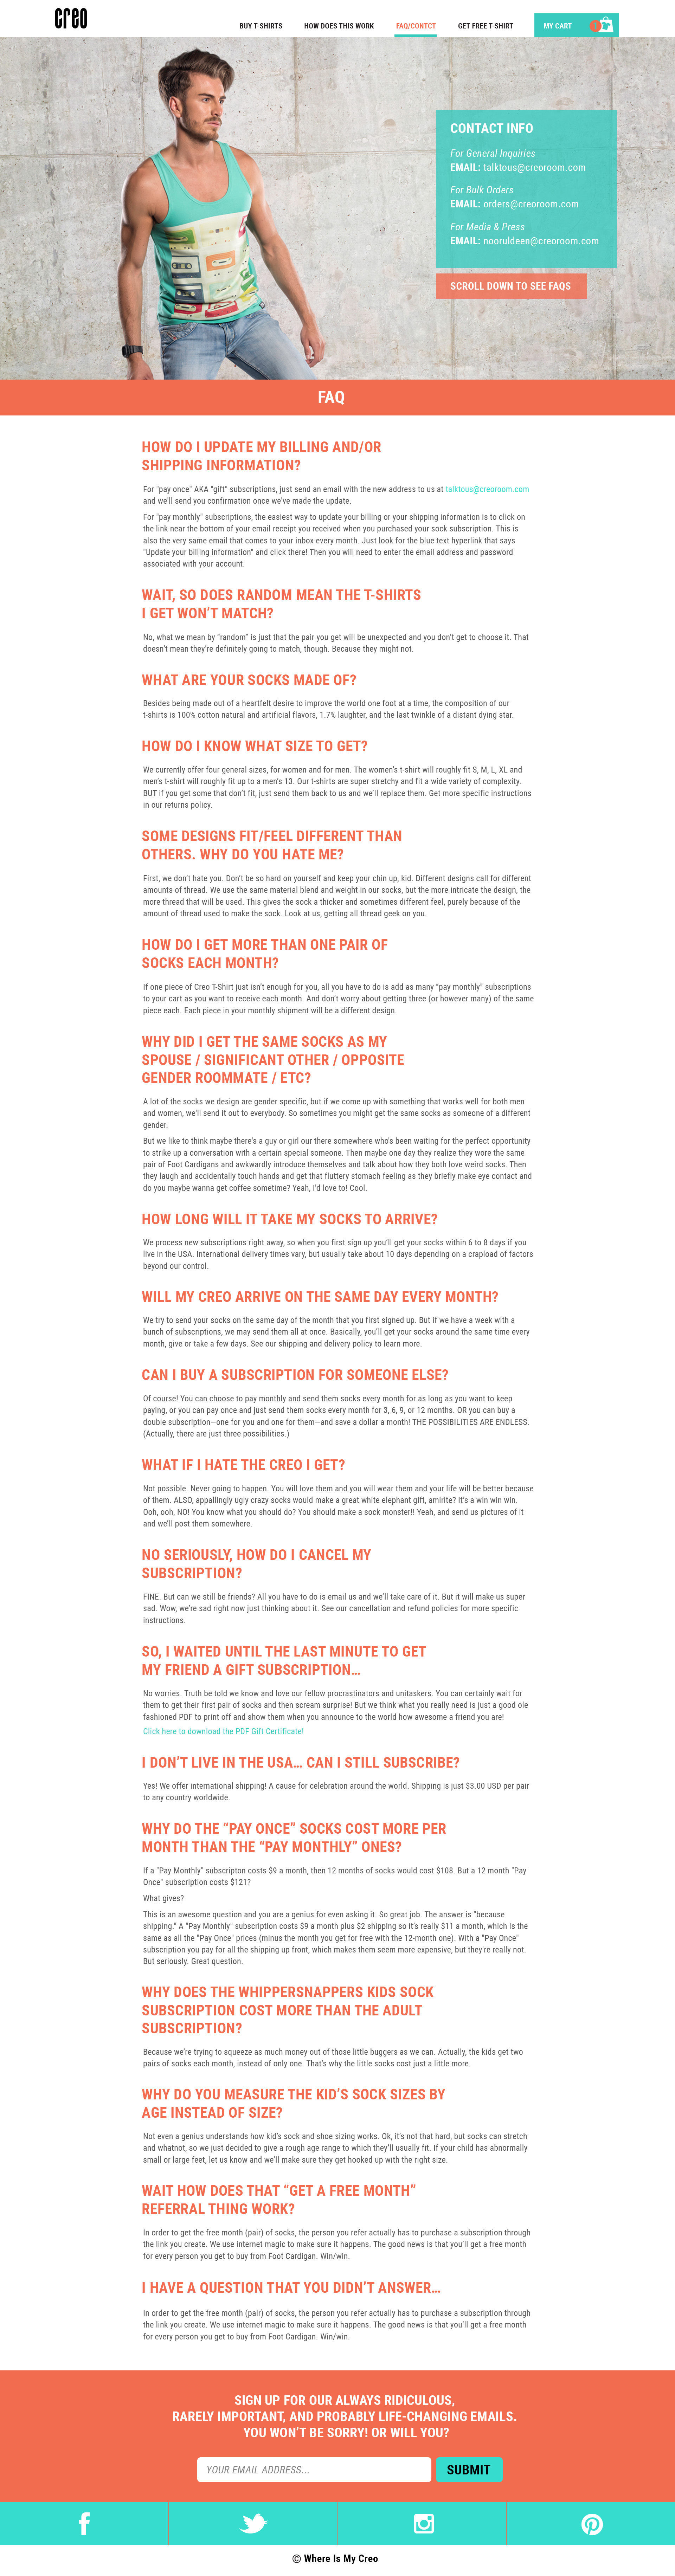 creo
BUY T-SHIRTS
HOW DOES THIS WORK
FAQ/CONTCT
GET FREE T-SHIRT
MY CART
CONTACT INFO
For General Inquiries
EMAIL: talktous@creoroom.com
For Bulk Orders
EMAIL: orders@creoroom.com
For Media & Press
EMAIL: nooruldeen@creoroom.com
SCROLL DOWN TO SEE FAQS
FAQ
HOW DO I UPDATE MY BILLING AND/OR
SHIPPING INFORMATION?
For "pay once" AKA "gift" subscriptions, just send an email with the new address to us at talktous@creoroom.com
and we'll send you confirmation once we've made the update.
For "pay monthly" subscriptions, the easiest way to update your billing or your shipping information is to click on
the link near the bottom of your email receipt you received when you purchased your sock subscription. This is
also the very same email that comes to your inbox every month. Just look for the blue text hyperlink that says
"Update your billing information" and click there! Then you will need to enter the email address and password
associated with your account.
WAIT, SO DOES RANDOM MEAN THE T-SHIRTS
I GET WON'T MATCH?
No, what we mean by “random” is just that the pair you get will be unexpected and you don’t get to choose it. That
doesn’t mean they’re definitely going to match, though. Because they might not.
WHAT ARE YOUR SOCKS MADE OF?
Besides being made out of a heartfelt desire to improve the world one foot at a time, the composition of our
t-shirts is 100% cotton natural and artificial flavors, 1.7% laughter, and the last twinkle of a distant dying star.
HOW DO I KNOW WHAT SIZE TO GET?
We currently offer four general sizes, for women and for men. The women’s t-shirt will roughly fit S, M, L, XL and
men’s t-shirt will roughly fit up to a men’s 13. Our t-shirts are super stretchy and fit a wide variety of complexity.
BUT if you get some that don’t fit, just send them back to us and we’ll replace them. Get more specific instructions
in our returns policy.
SOME DESIGNS FIT/FEEL DIFFERENT THAN
OTHERS. WHY DO YOU HATE ME?
First, we don’t hate you. Don’t be so hard on yourself and keep your chin up, kid. Different designs call for different
amounts of thread. We use the same material blend and weight in our socks, but the more intricate the design, the
more thread that will be used. This gives the sock a thicker and sometimes different feel, purely because of the
amount of thread used to make the sock. Look at us, getting all thread geek on you.
HOW DO I GET MORE THAN ONE PAIR OF
SOCKS EACH MONTH?
If one piece of Creo T-Shirt just isn’t enough for you, all you have to do is add as many “pay monthly” subscriptions
to your cart as you want to receive each month. And don’t worry about getting three (or however many) of the same
piece each. Each piece in your monthly shipment will be a different design.
WHY DID I GET THE SAME SOCKS AS MY
SPOUSE / SIGNIFICANT OTHER / OPPOSITE
GENDER ROOMMATE / ETC?
A lot of the socks we design are gender specific, but if we come up with something that works well for both men
and women, we’ll send it out to everybody. So sometimes you might get the same socks as someone of a different
gender.
But we like to think maybe there’s a guy or girl our there somewhere who’s been waiting for the perfect opportunity
to strike up a conversation with a certain special someone. Then maybe one day they realize they wore the same
pair of Foot Cardigans and awkwardly introduce themselves and talk about how they both love weird socks. Then
they laugh and accidentally touch hands and get that fluttery stomach feeling as they briefly make eye contact and
do you maybe wanna get coffee sometime? Yeah, I’d love to! Cool.
HOW LONG WILL IT TAKE MY SOCKS TO ARRIVE?
We process new subscriptions right away, so when you first sign up you’ll get your socks within 6 to 8 days if you
live in the USA. International delivery times vary, but usually take about 10 days depending on a crapload of factors
beyond our control.
WILL MY CREO ARRIVE ON THE SAME DAY EVERY MONTH?
We try to send your socks on the same day of the month that you first signed up. But if we have a week with a
bunch of subscriptions, we may send them all at once. Basically, you’ll get your socks around the same time every
month, give or take a few days. See our shipping and delivery policy to learn more.
CAN I BUY A SUBSCRIPTION FOR SOMEONE ELSE?
Of course! You can choose to pay monthly and send them socks every month for as long as you want to keep
paying, or you can pay once and just send them socks every month for 3, 6, 9, or 12 months. OR you can buy a
double subscription—one for you and one for them—and save a dollar a month! THE POSSIBILITIES ARE ENDLESS.
(Actually, there are just three possibilities.)
WHAT IF I HATE THE CREO I GET?
Not possible. Never going to happen. You will love them and you will wear them and your life will be better because
of them. ALSO, appallingly ugly crazy socks would make a great white elephant gift, amirite? It’s a win win win.
Ooh, ooh, NO! You know what you should do? You should make a sock monster!! Yeah, and send us pictures of it
and we’ll post them somewhere.
NO SERIOUSLY, HOW DO I CANCEL MY
SUBSCRIPTION?
FINE. But can we still be friends? All you have to do is email us and we’ll take care of it. But it will make us super
sad. Wow, we’re sad right now just thinking about it. See our cancellation and refund policies for more specific
instructions.
SO, I WAITED UNTIL THE LAST MINUTE TO GET
MY FRIEND A GIFT SUBSCRIPTION…
No worries. Truth be told we know and love our fellow procrastinators and unitaskers. You can certainly wait for
them to get their first pair of socks and then scream surprise! But we think what you really need is just a good ole
fashioned PDF to print off and show them when you announce to the world how awesome a friend you are!
Click here to download the PDF Gift Certificate!
I DON’T LIVE IN THE USA… CAN I STILL SUBSCRIBE?
Yes! We offer international shipping! A cause for celebration around the world. Shipping is just $3.00 USD per pair
to any country worldwide.
WHY DO THE “PAY ONCE” SOCKS COST MORE PER
MONTH THAN THE “PAY MONTHLY” ONES?
If a "Pay Monthly" subscripton costs $9 a month, then 12 months of socks would cost $108. But a 12 month "Pay
Once" subscription costs $121?
What gives?
This is an awesome question and you are a genius for even asking it. So great job. The answer is "because
shipping." A "Pay Monthly" subscription costs $9 a month plus $2 shipping so it's really $11 a month, which is the
same as all the "Pay Once" prices (minus the month you get for free with the 12-month one). With a "Pay Once"
subscription you pay for all the shipping up front, which makes them seem more expensive, but they're really not.
But seriously. Great question.
WHY DOES THE WHIPPERSNAPPERS KIDS SOCK
SUBSCRIPTION COST MORE THAN THE ADULT
SUBSCRIPTION?
Because we’re trying to squeeze as much money out of those little buggers as we can. Actually, the kids get two
pairs of socks each month, instead of only one. That’s why the little socks cost just a little more.
WHY DO YOU MEASURE THE KID’S SOCK SIZES BY
AGE INSTEAD OF SIZE?
Not even a genius understands how kid’s sock and shoe sizing works. Ok, it’s not that hard, but socks can stretch
and whatnot, so we just decided to give a rough age range to which they’ll usually fit. If your child has abnormally
small or large feet, let us know and we’ll make sure they get hooked up with the right size.
WAIT HOW DOES THAT “GET A FREE MONTH”
REFERRAL THING WORK?
In order to get the free month (pair) of socks, the person you refer actually has to purchase a subscription through
the link you create. We use internet magic to make sure it happens. The good news is that you’ll get a free month
for every person you get to buy from Foot Cardigan. Win/win.
I HAVE A QUESTION THAT YOU DIDN’T ANSWER…
In order to get the free month (pair) of socks, the person you refer actually has to purchase a subscription through
the link you create. We use internet magic to make sure it happens. The good news is that you’ll get a free month
for every person you get to buy from Foot Cardigan. Win/win.
SIGN UP FOR OUR ALWAYS RIDICULOUS,
RARELY IMPORTANT, AND PROBABLY LIFE-CHANGING EMAILS.
YOU WON’T BE SORRY! OR WILL YOU?
YOUR EMAIL ADDRESS...
SUBMIT
© Where Is My Creo